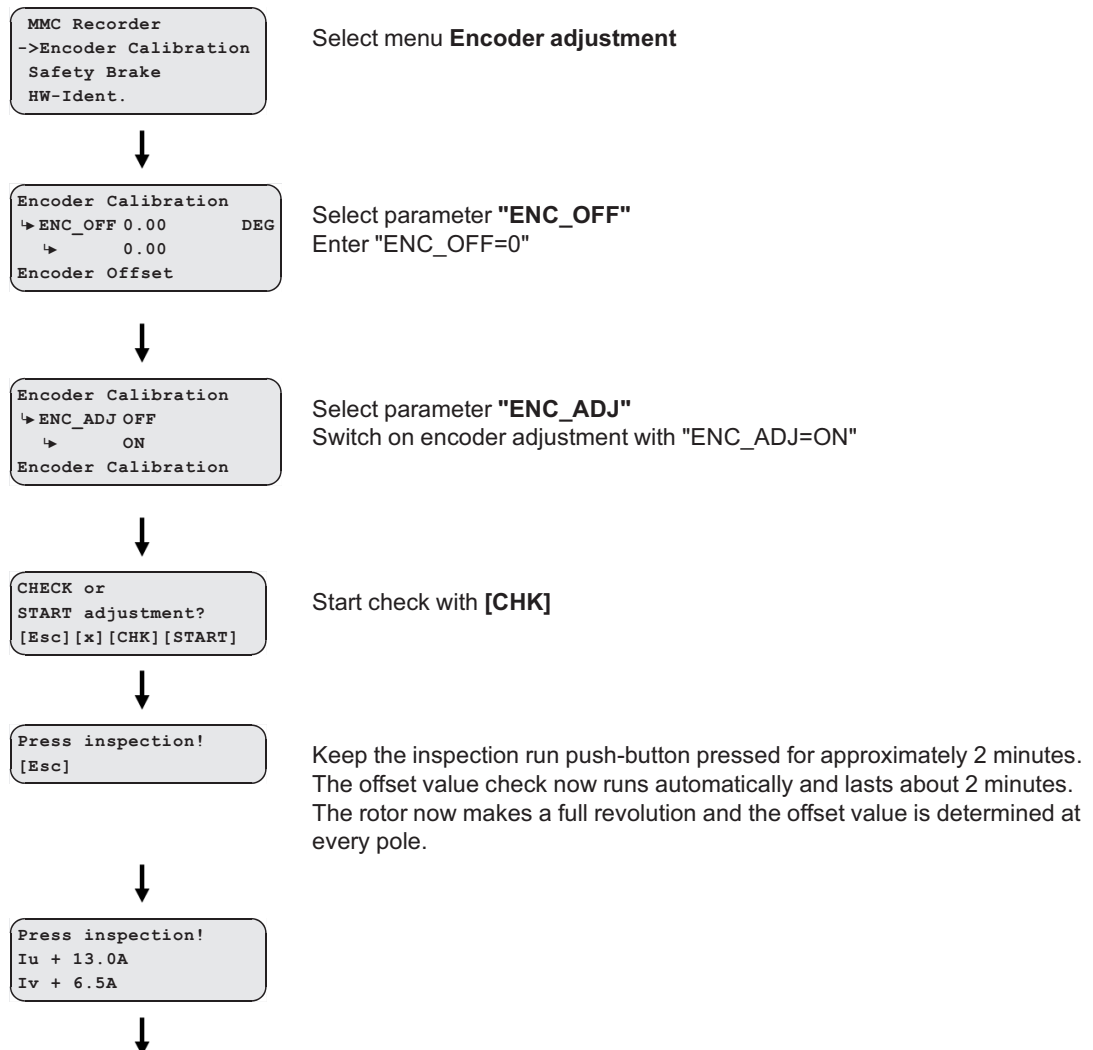 MMC Recorder
->Encoder Calibration
Safety Brake
HW-Ident.
Select menu Encoder adjustment
Encoder Calibration
↳ ENC_OFF 0.00 DEG
↳ 0.00
Encoder Offset
Select parameter "ENC_OFF"
Enter "ENC_OFF=0"
Encoder Calibration
↳ ENC_ADJ OFF
↳ ON
Encoder Calibration
Select parameter "ENC_ADJ"
Switch on encoder adjustment with "ENC_ADJ=ON"
CHECK or
START adjustment?
[Esc][x][CHK][START]
Start check with [CHK]
Press inspection!
[Esc]
Keep the inspection run push-button pressed for approximately 2 minutes.
The offset value check now runs automatically and lasts about 2 minutes.
The rotor now makes a full revolution and the offset value is determined at
every pole.
Press inspection!
Iu + 13.0A
Iv + 6.5A